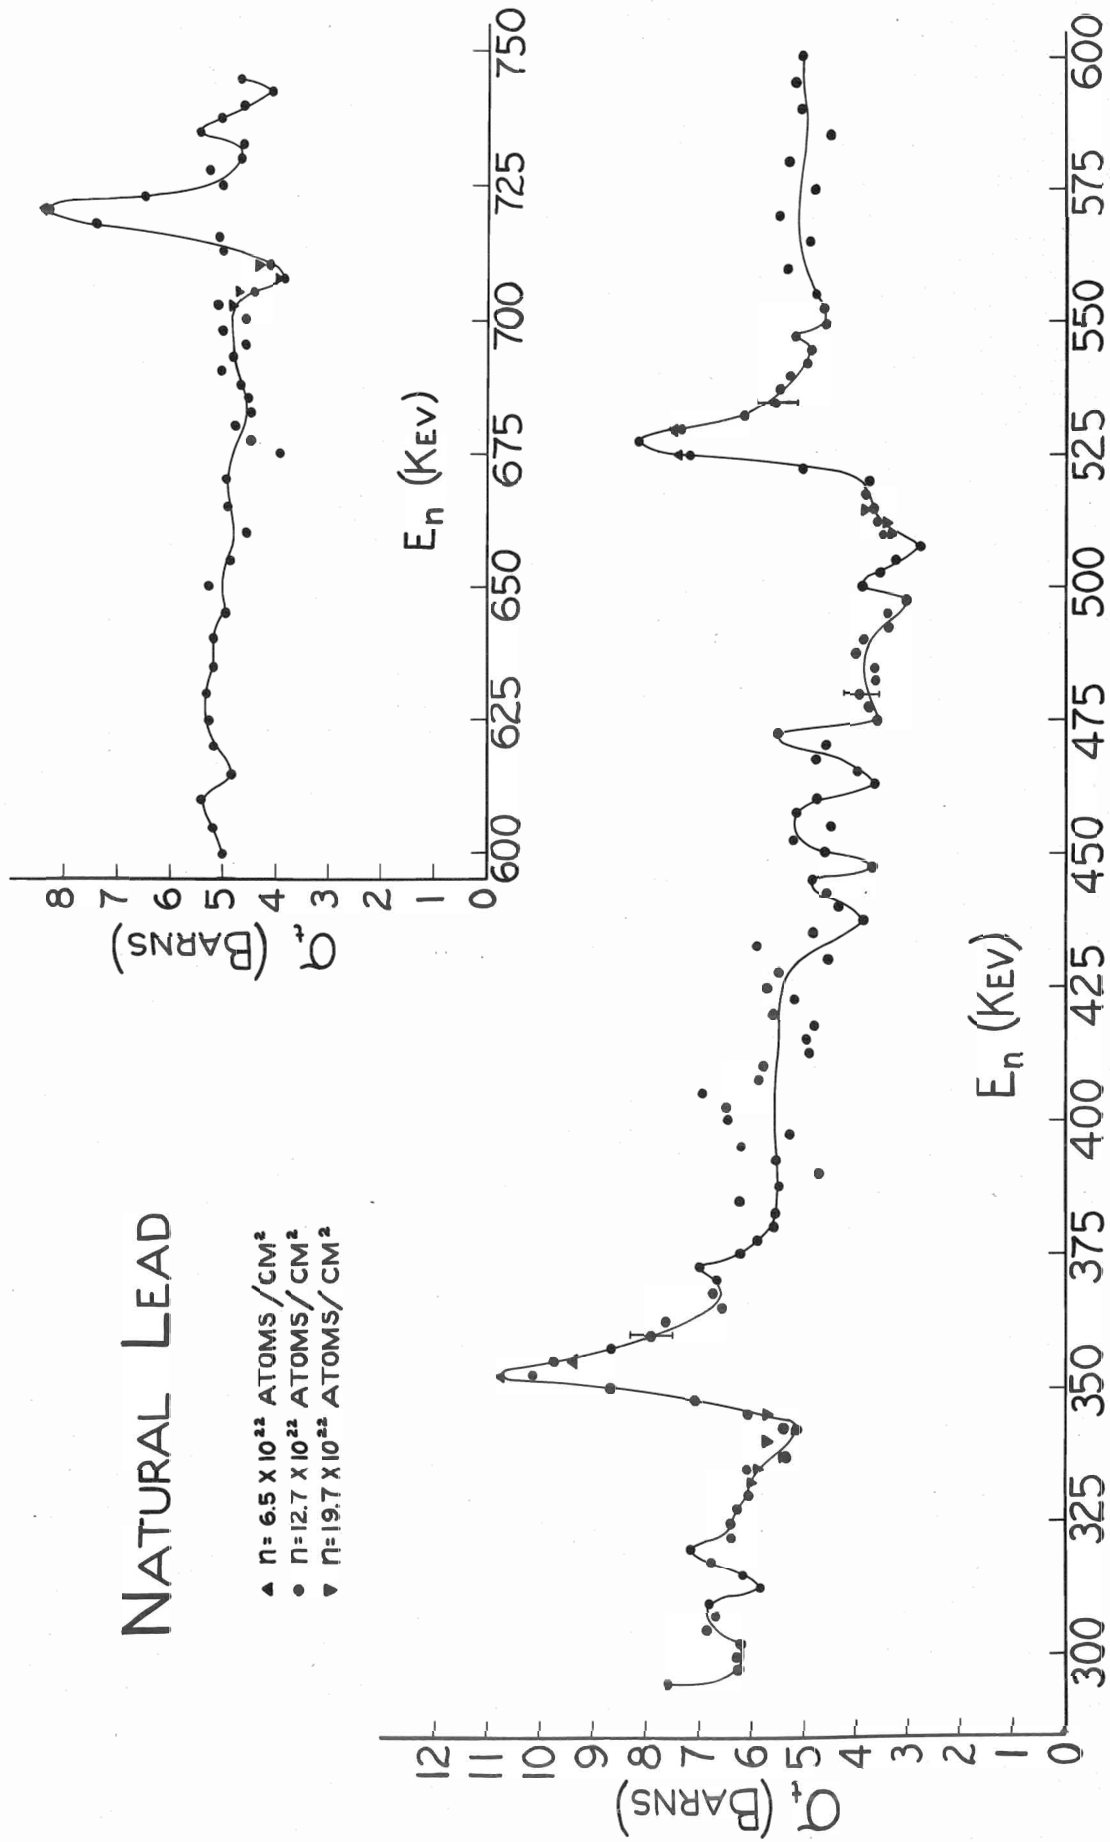 NATURAL LEAD
▲ n=6.5 X 10²² ATOMS/CM²
● n=12.7 X 10²² ATOMS/CM²
▼ n=19.7 X 10²² ATOMS/CM²
8
7
6
5
4
3
2
1
0
σt (BARNS)
600 625 650 675 700 725 750
En (KEV)
12
11
10
9
8
7
6
5
4
3
2
1
0
σt (BARNS)
300 325 350 375 400 425 450 475 500 525 550 575 600
En (KEV)